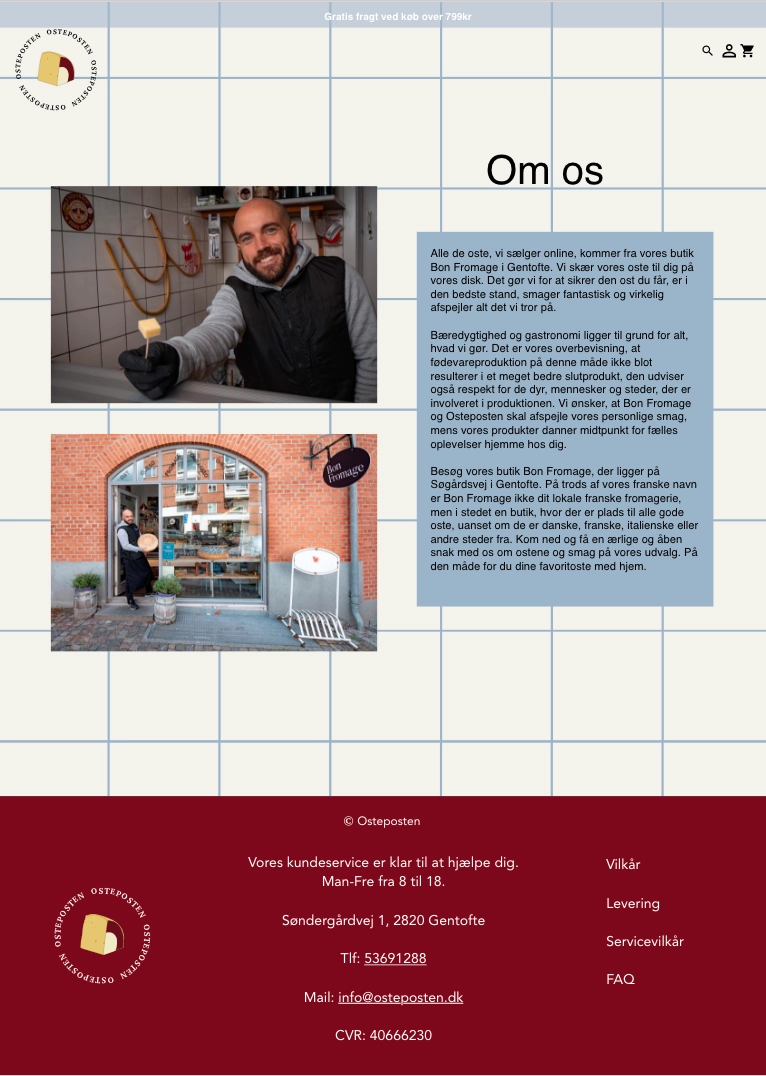 Gratis fragt ved køb over 799kr
OSTEPOSTEN OSTEPOSTEN OSTEPOSTEN OSTEPOSTEN
Om os
Alle de oste, vi sælger online, kommer fra vores butik
Bon Fromage i Gentofte. Vi skær vores oste til dig på
vores disk. Det gør vi for at sikrer den ost du får, er i
den bedste stand, smager fantastisk og virkelig
afspejler alt det vi tror på.
Bæredygtighed og gastronomi ligger til grund for alt,
hvad vi gør. Det er vores overbevisning, at
fødevareproduktion på denne måde ikke blot
resulterer i et meget bedre slutprodukt, den udviser
også respekt for de dyr, mennesker og steder, der er
involveret i produktionen. Vi ønsker, at Bon Fromage
og Osteposten skal afspejle vores personlige smag,
mens vores produkter danner midtpunkt for fælles
oplevelser hjemme hos dig.
Besøg vores butik Bon Fromage, der ligger på
Søgårdsvej i Gentofte. På trods af vores franske navn
er Bon Fromage ikke dit lokale franske fromagerie,
men i stedet en butik, hvor der er plads til alle gode
oste, uanset om de er danske, franske, italienske eller
andre steder fra. Kom ned og få en ærlige og åben
snak med os om ostene og smag på vores udvalg. På
den måde for du dine favoritoste med hjem.
Bon
Fromage
© Osteposten
OSTEPOSTEN OSTEPOSTEN OSTEPOSTEN OSTEPOSTEN
Vores kundeservice er klar til at hjælpe dig.
Man-Fre fra 8 til 18.
Søndergårdvej 1, 2820 Gentofte
Tlf: 53691288
Mail: info@osteposten.dk
CVR: 40666230
Vilkår
Levering
Servicevilkår
FAQ